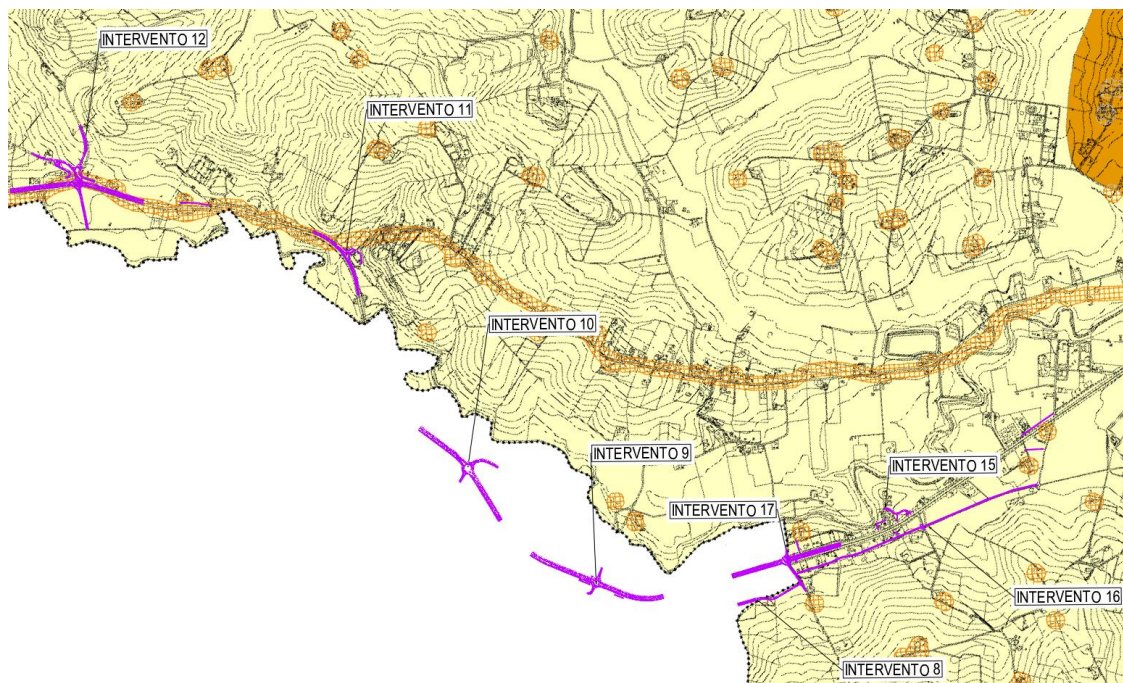 INTERVENTO 12
INTERVENTO 11
INTERVENTO 10
INTERVENTO 9
INTERVENTO 15
INTERVENTO 17
INTERVENTO 16
INTERVENTO 8